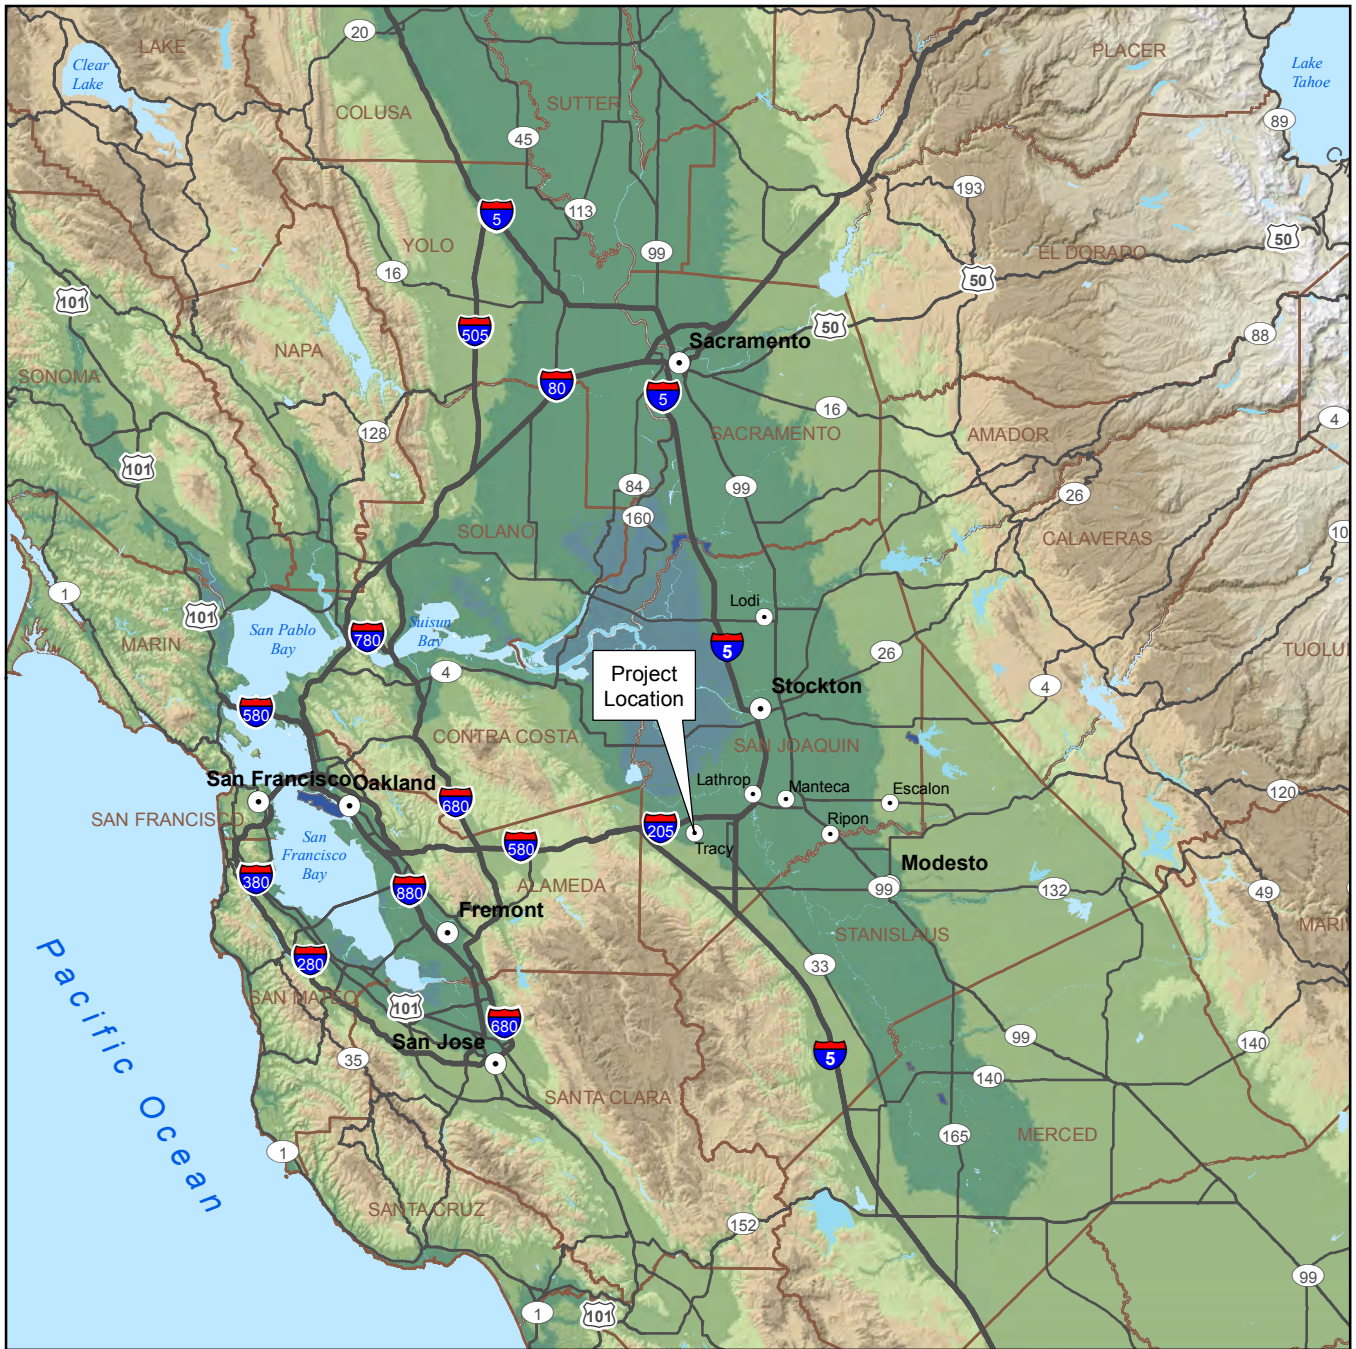 20
LAKE
PLACER
Clear
Lake
Lake
Tahoe
COLUSA
SUTTER
89
45
193
113
5
YOLO
99
EL DORADO
50
16
50
101
505
50
88
NAPA
Sacramento
SONOMA
80
5
16
4
128
SACRAMENTO
AMADOR
101
84
99
26
160
SOLANO
CALAVERAS
10
1
Lodi
101
San Pablo
Bay
Suisun
Bay
MARIN
780
5
26
TUOLU
4
Project
Location
4
580
Stockton
CONTRA COSTA
SAN JOAQUIN
San Francisco
Oakland
Lathrop
Manteca
Escalon
120
680
SAN FRANCISCO
205
Ripon
San
Francisco
Bay
580
Tracy
Modesto
380
880
ALAMEDA
99
132
49
Fremont
MARI
STANISLAUS
280
33
SAN MATEO
101
680
99
San Jose
35
5
140
140
SANTA CLARA
165
MERCED
1
SANTA CRUZ
152
Pacific Ocean
99
1
101